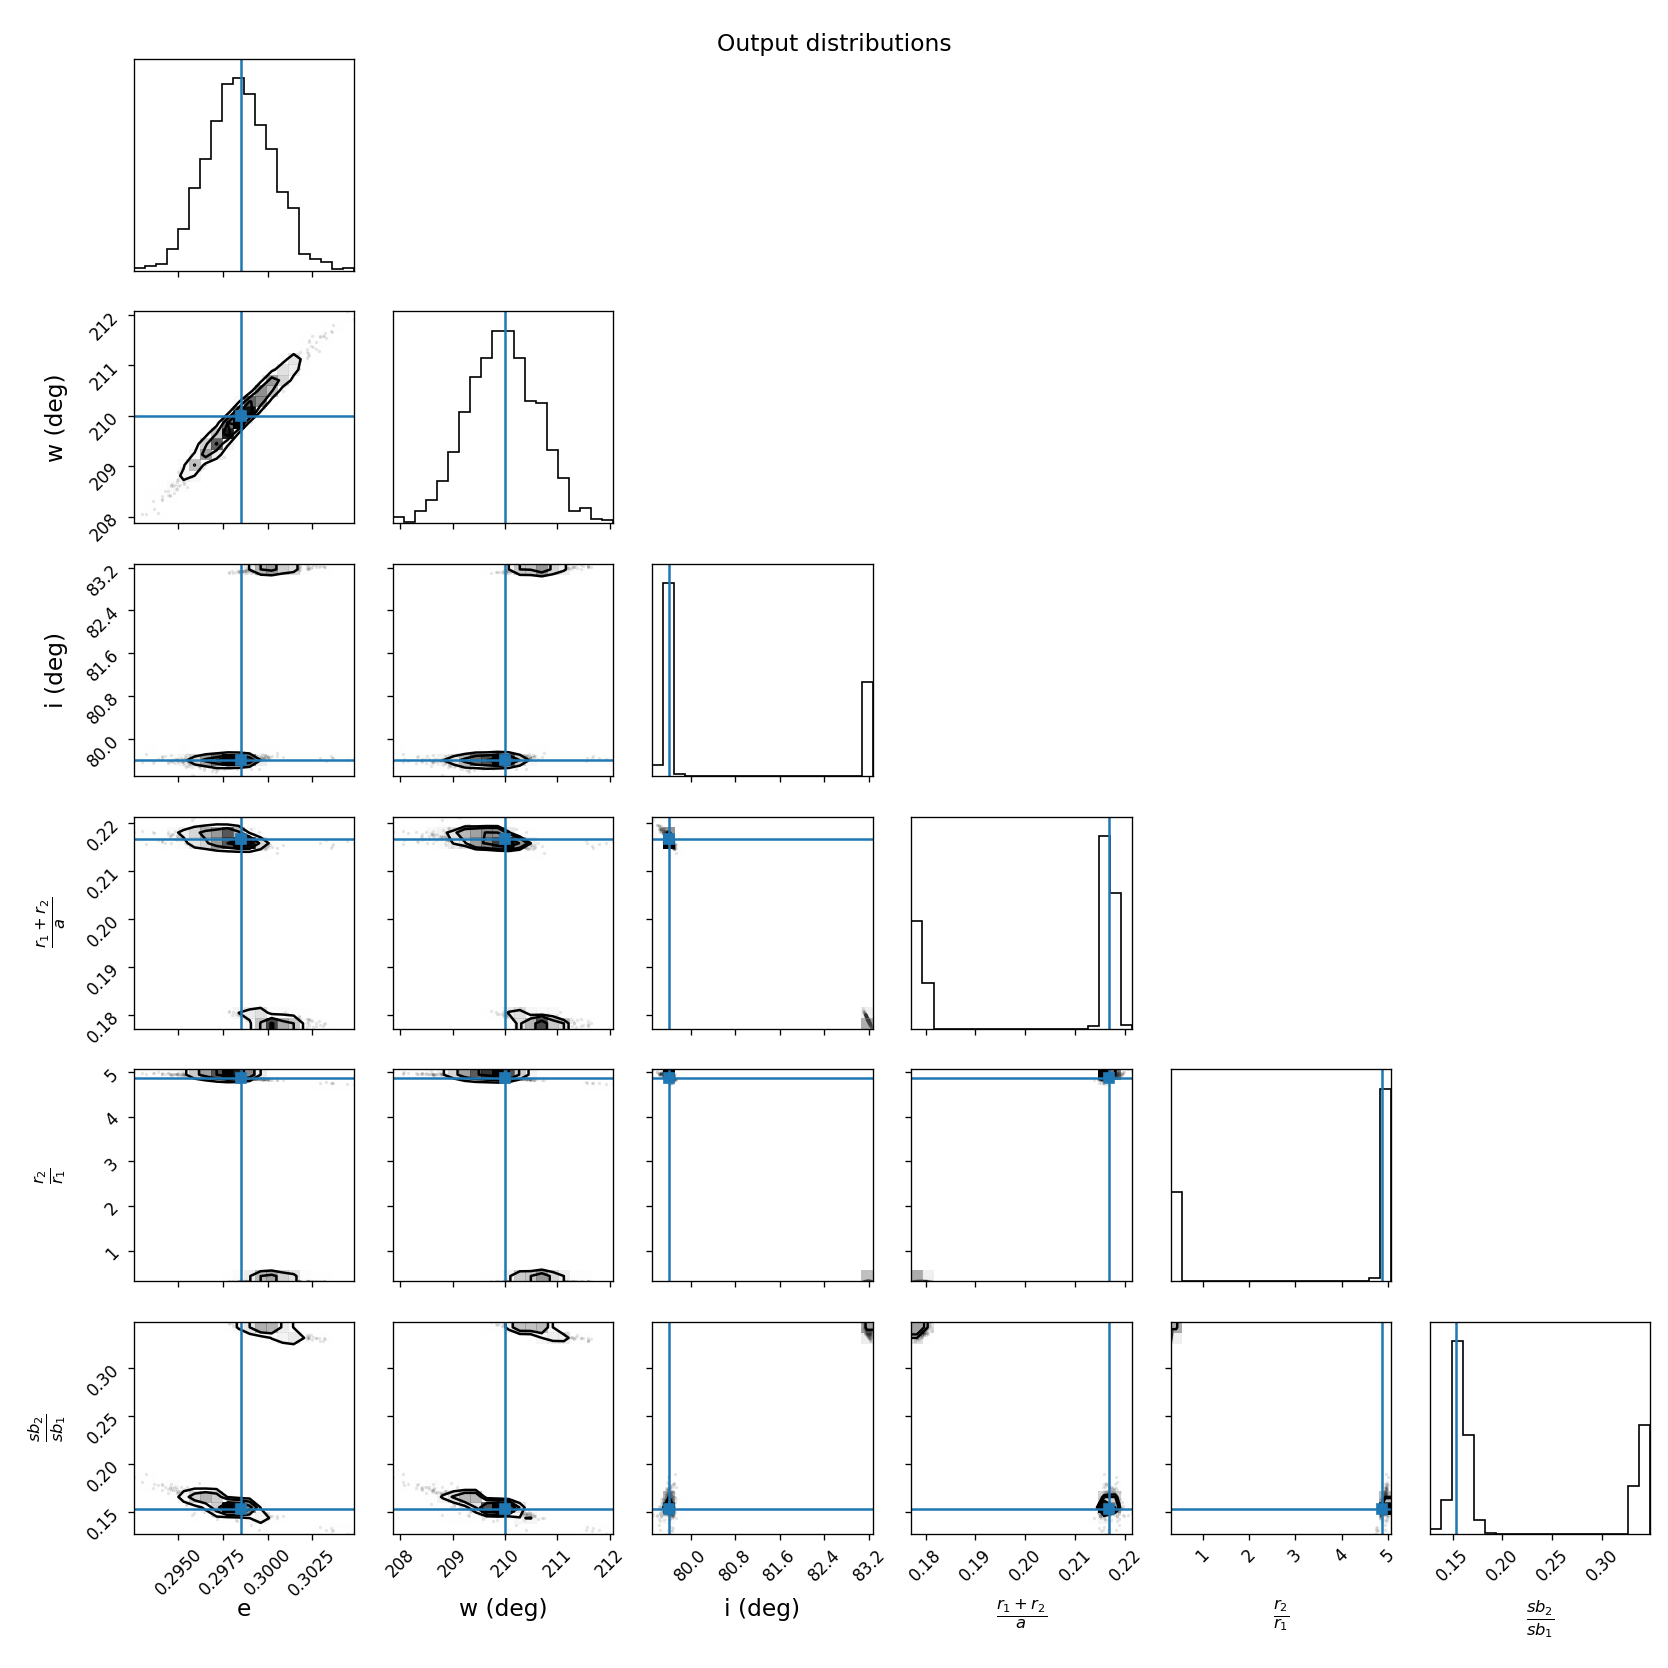 Output distributions
212
211
210
209
208
w (deg)
83.2
82.4
81.6
80.8
80.0
i (deg)
0.22
0.21
0.20
0.19
0.18
r₁ + r₂ / a
5
4
3
2
1
r₂ / r₁
0.30
0.25
0.20
0.15
sb₂ / sb₁
0.2950 0.2975 0.3000 0.3025
208 209 210 211 212
80.0 80.8 81.6 82.4 83.2
0.18 0.19 0.20 0.21 0.22
1 2 3 4 5
0.15 0.20 0.25 0.30
e
w (deg)
i (deg)
r₁ + r₂ / a
r₂ / r₁
sb₂ / sb₁